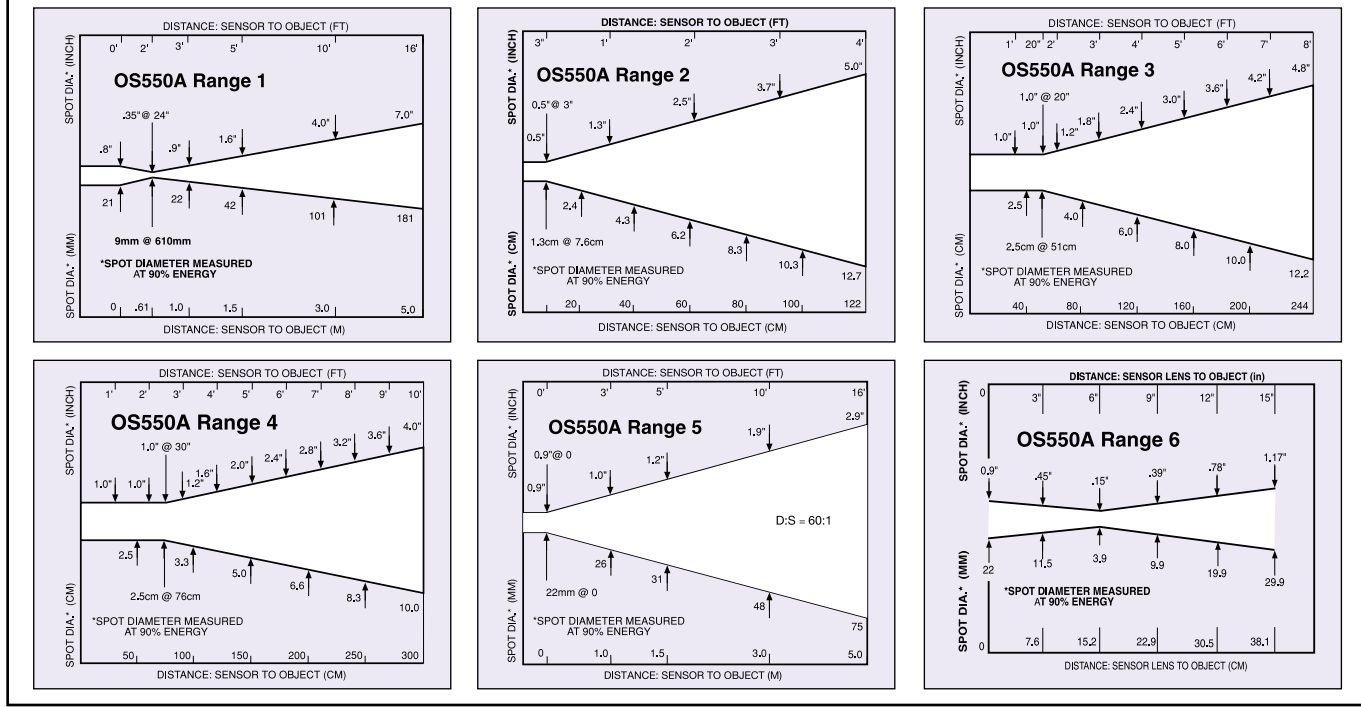 DISTANCE: SENSOR TO OBJECT (FT)
0' 2' 3' 5' 10' 16'
SPOT DIA.* (INCH)
OS550A Range 1
.35"@ 24"
.8" .9" 1.6" 4.0" 7.0"
21 22 42 101 181
9mm @ 610mm
*SPOT DIAMETER MEASURED
AT 90% ENERGY
SPOT DIA.* (MM)
0 .61 1.0 1.5 3.0 5.0
DISTANCE: SENSOR TO OBJECT (M)
DISTANCE: SENSOR TO OBJECT (FT)
3" 1' 2' 3' 4'
SPOT DIA.* (INCH)
OS550A Range 2
0.5"@ 3"
0.5" 1.3" 2.5" 3.7" 5.0"
2.4 4.3 6.2 8.3 10.3 12.7
1.3cm @ 7.6cm
*SPOT DIAMETER MEASURED
AT 90% ENERGY
SPOT DIA.* (CM)
20 40 60 80 100 122
DISTANCE: SENSOR TO OBJECT (CM)
DISTANCE: SENSOR TO OBJECT (FT)
1' 20" 2' 3' 4' 5' 6' 7' 8'
SPOT DIA.* (INCH)
OS550A Range 3
1.0" @ 20"
1.0" 1.0" 1.2" 1.8" 2.4" 3.0" 3.6" 4.2" 4.8"
2.5 4.0 6.0 8.0 10.0 12.2
2.5cm @ 51cm
*SPOT DIAMETER MEASURED
AT 90% ENERGY
SPOT DIA.* (CM)
40 80 120 160 200 244
DISTANCE: SENSOR TO OBJECT (CM)
DISTANCE: SENSOR TO OBJECT (FT)
1' 2' 3' 4' 5' 6' 7' 8' 9' 10'
SPOT DIA.* (INCH)
OS550A Range 4
1.0" @ 30"
1.0" 1.0" 1.2" 1.6" 2.0" 2.4" 2.8" 3.2" 3.6" 4.0"
2.5 3.3 5.0 6.6 8.3 10.0
2.5cm @ 76cm
*SPOT DIAMETER MEASURED
AT 90% ENERGY
SPOT DIA.* (CM)
50 100 150 200 250 300
DISTANCE: SENSOR TO OBJECT (CM)
DISTANCE: SENSOR TO OBJECT (FT)
0' 3' 5' 10' 16'
SPOT DIA.* (INCH)
OS550A Range 5
0.9"@ 0
0.9" 1.0" 1.2" 1.9" 2.9"
D:S = 60:1
26 31 48 75
22mm @ 0
*SPOT DIAMETER MEASURED
AT 90% ENERGY
SPOT DIA.* (MM)
0 1.0 1.5 3.0 5.0
DISTANCE: SENSOR TO OBJECT (M)
DISTANCE: SENSOR LENS TO OBJECT (in)
0 3" 6" 9" 12" 15"
SPOT DIA.* (INCH)
OS550A Range 6
0.9" .45" .15" .39" .78" 1.17"
22 11.5 3.9 9.9 19.9 29.9
*SPOT DIAMETER MEASURED
AT 90% ENERGY
SPOT DIA.* (MM)
0 7.6 15.2 22.9 30.5 38.1
DISTANCE: SENSOR LENS TO OBJECT (CM)